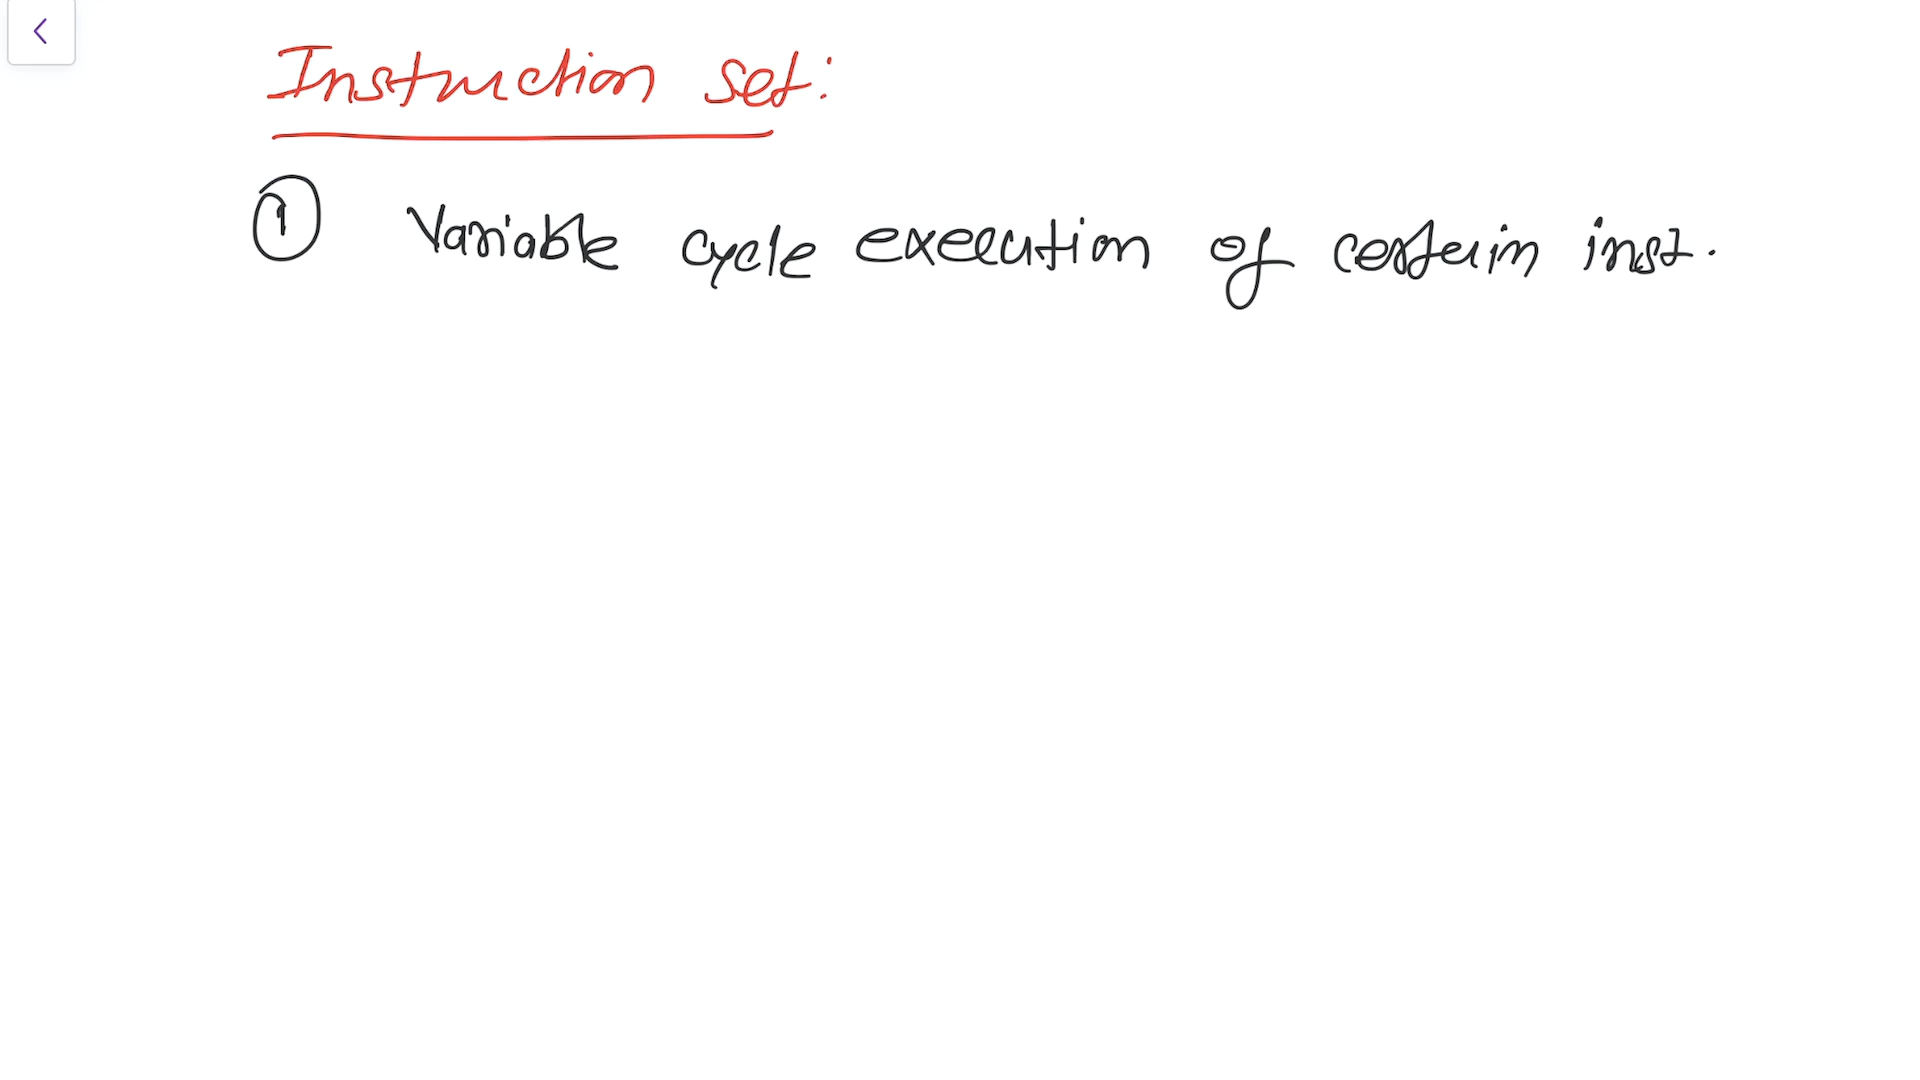 Instruction set:
① Variable cycle execution of certain inst.